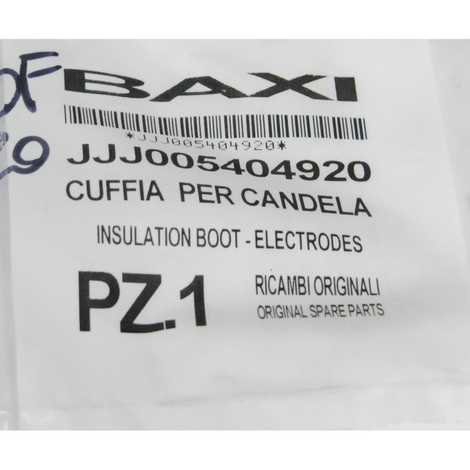 BAXI
*JJJ005404920*
JJJ005404920
CUFFIA PER CANDELA
INSULATION BOOT - ELECTRODES
PZ.1
RICAMBI ORIGINALI
ORIGINAL SPARE PARTS